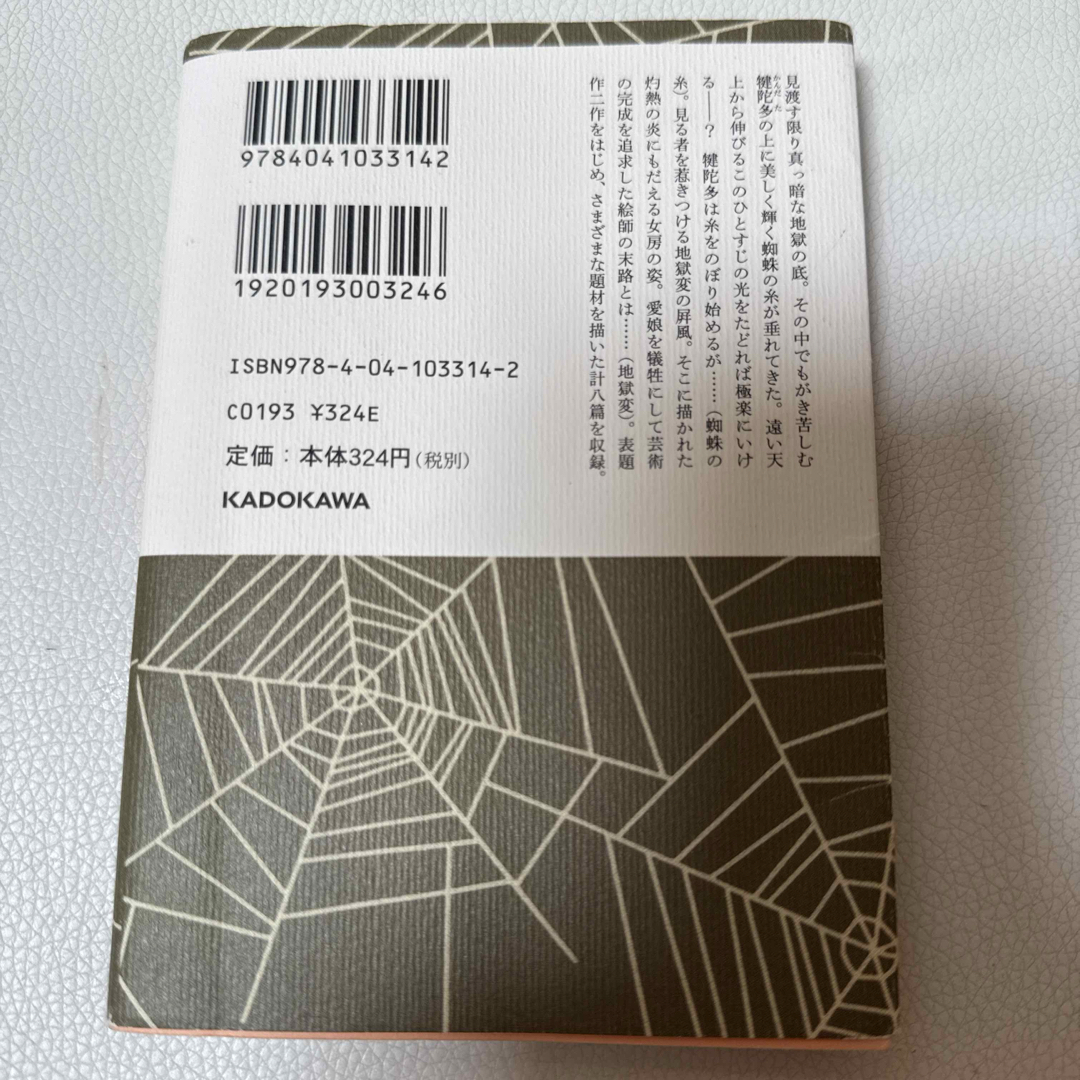 見渡す限り真っ暗な地獄の底。その中でもがき苦しむ
犍陀多の上に美しく輝く蜘蛛の糸が垂れてきた。遠い天
かんだた
上から伸びるこのひとすじの光をたどれば極楽にいけ
る――？　犍陀多は糸をのぼり始めるが……（蜘蛛の
糸）。見る者を惹きつける地獄変の屏風。そこに描かれた
灼熱の炎にもだえる女房の姿。愛娘を犠牲にして芸術
の完成を追求した絵師の末路とは……（地獄変）。表題
作二作をはじめ、さまざまな題材を描いた計八篇を収録。
9784041033142
1920193003246
ISBN978-4-04-103314-2
C0193 ¥324E
定価：本体324円（税別）
KADOKAWA